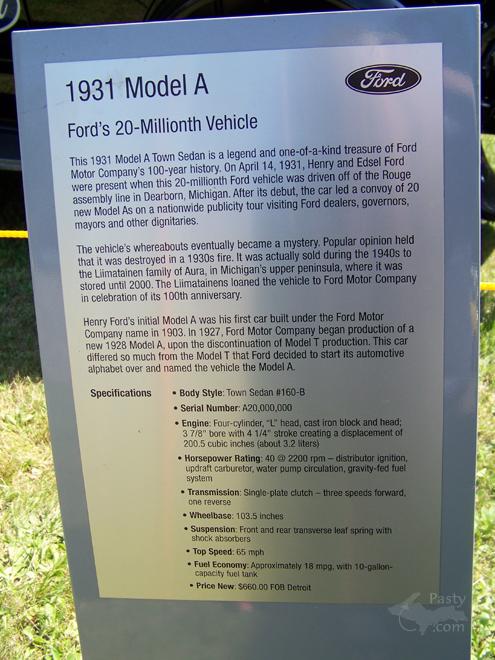 1931 Model A
Ford
Ford's 20-Millionth Vehicle
This 1931 Model A Town Sedan is a legend and one-of-a-kind treasure of Ford
Motor Company's 100-year history. On April 14, 1931, Henry and Edsel Ford
were present when this 20-millionth Ford vehicle was driven off of the Rouge
assembly line in Dearborn, Michigan. After its debut, the car led a convoy of 20
new Model As on a nationwide publicity tour visiting Ford dealers, governors,
mayors and other dignitaries.
The vehicle's whereabouts eventually became a mystery. Popular opinion held
that it was destroyed in a 1930s fire. It was actually sold during the 1940s to
the Liimatainen family of Aura, in Michigan's upper peninsula, where it was
stored until 2000. The Liimatainens loaned the vehicle to Ford Motor Company
in celebration of its 100th anniversary.
Henry Ford's initial Model A was his first car built under the Ford Motor
Company name in 1903. In 1927, Ford Motor Company began production of a
new 1928 Model A, upon the discontinuation of Model T production. This car
differed so much from the Model T that Ford decided to start its automotive
alphabet over and named the vehicle the Model A.
Specifications
• Body Style: Town Sedan #160-B
• Serial Number: A20,000,000
• Engine: Four-cylinder, "L" head, cast iron block and head;
3 7/8" bore with 4 1/4" stroke creating a displacement of
200.5 cubic inches (about 3.2 liters)
• Horsepower Rating: 40 @ 2200 rpm – distributor ignition,
updraft carburetor, water pump circulation, gravity-fed fuel
system
• Transmission: Single-plate clutch – three speeds forward,
one reverse
• Wheelbase: 103.5 inches
• Suspension: Front and rear transverse leaf spring with
shock absorbers
• Top Speed: 65 mph
• Fuel Economy: Approximately 18 mpg, with 10-gallon-
capacity fuel tank
• Price New: $660.00 FOB Detroit
Pasty
.com